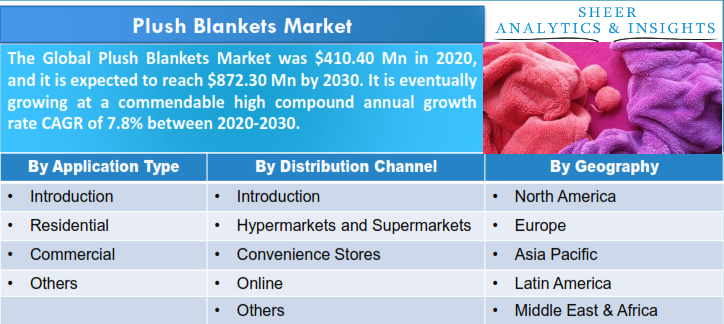 Plush Blankets Market
SHEER
ANALYTICS & INSIGHTS
The Global Plush Blankets Market was $410.40 Mn in 2020,
and it is expected to reach $872.30 Mn by 2030. It is eventually
growing at a commendable high compound annual growth
rate CAGR of 7.8% between 2020-2030.
By Application Type
By Distribution Channel
By Geography
• Introduction
• Introduction
• North America
• Residential
• Hypermarkets and Supermarkets
• Europe
• Commercial
• Convenience Stores
• Asia Pacific
• Others
• Online
• Latin America
• Others
• Middle East & Africa